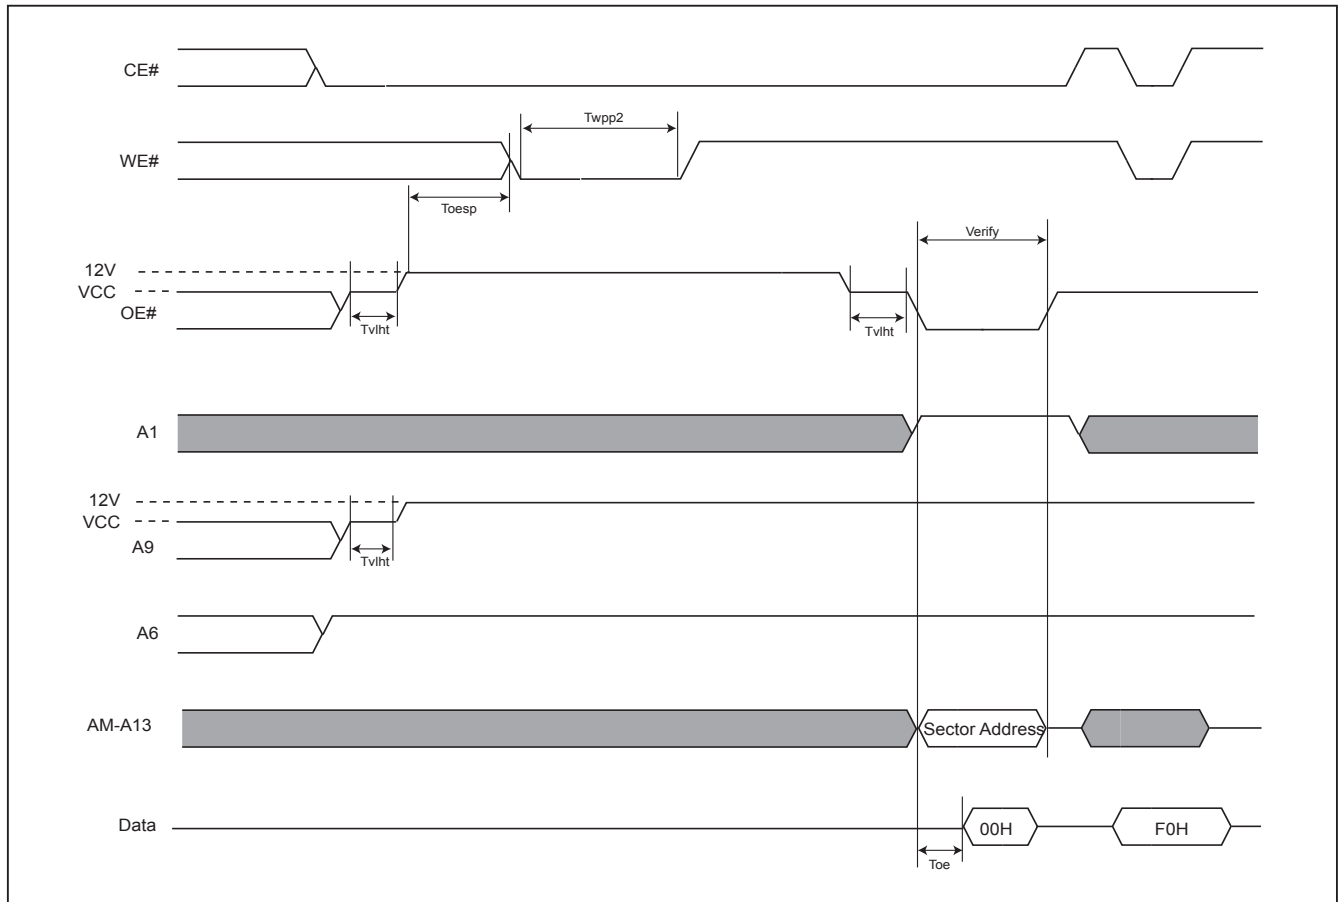 CE#
Twpp2
WE#
Toesp
Verify
12V
VCC
OE#
Tvlht
Tvlht
A1
12V
VCC
A9
Tvlht
A6
AM-A13
Sector Address
Data
00H
F0H
Toe